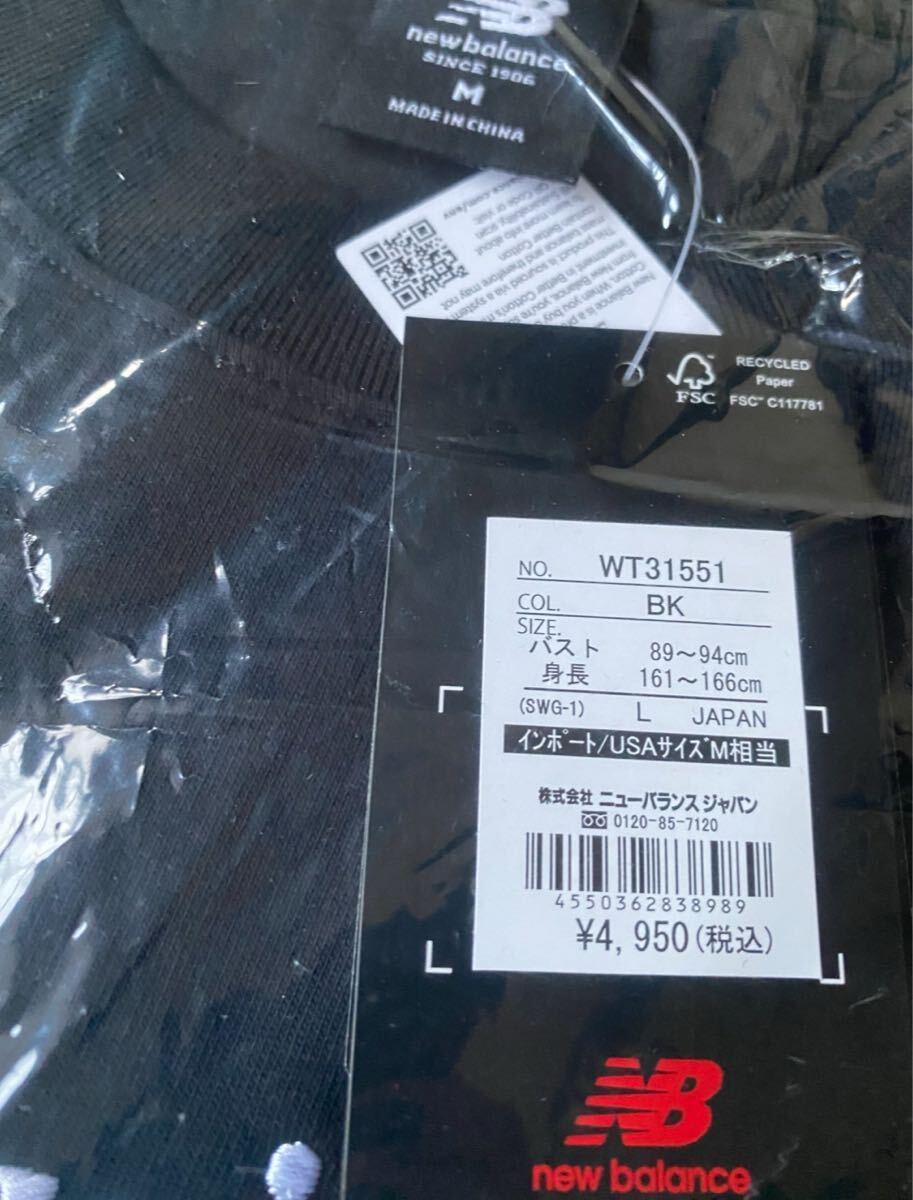 NB
new balance
SINCE 1906
M
MADE IN CHINA
RECYCLED
Paper
FSC
FSC™ C117781
NO. WT31551
COL. BK
SIZE.
バスト 89～94cm
身長 161～166cm
(SWG-1) L JAPAN
インポート/USAサイズM相当
株式会社 ニューバランス ジャパン
0120-85-7120
4550362838989
¥4,950(税込)
NB
new balance